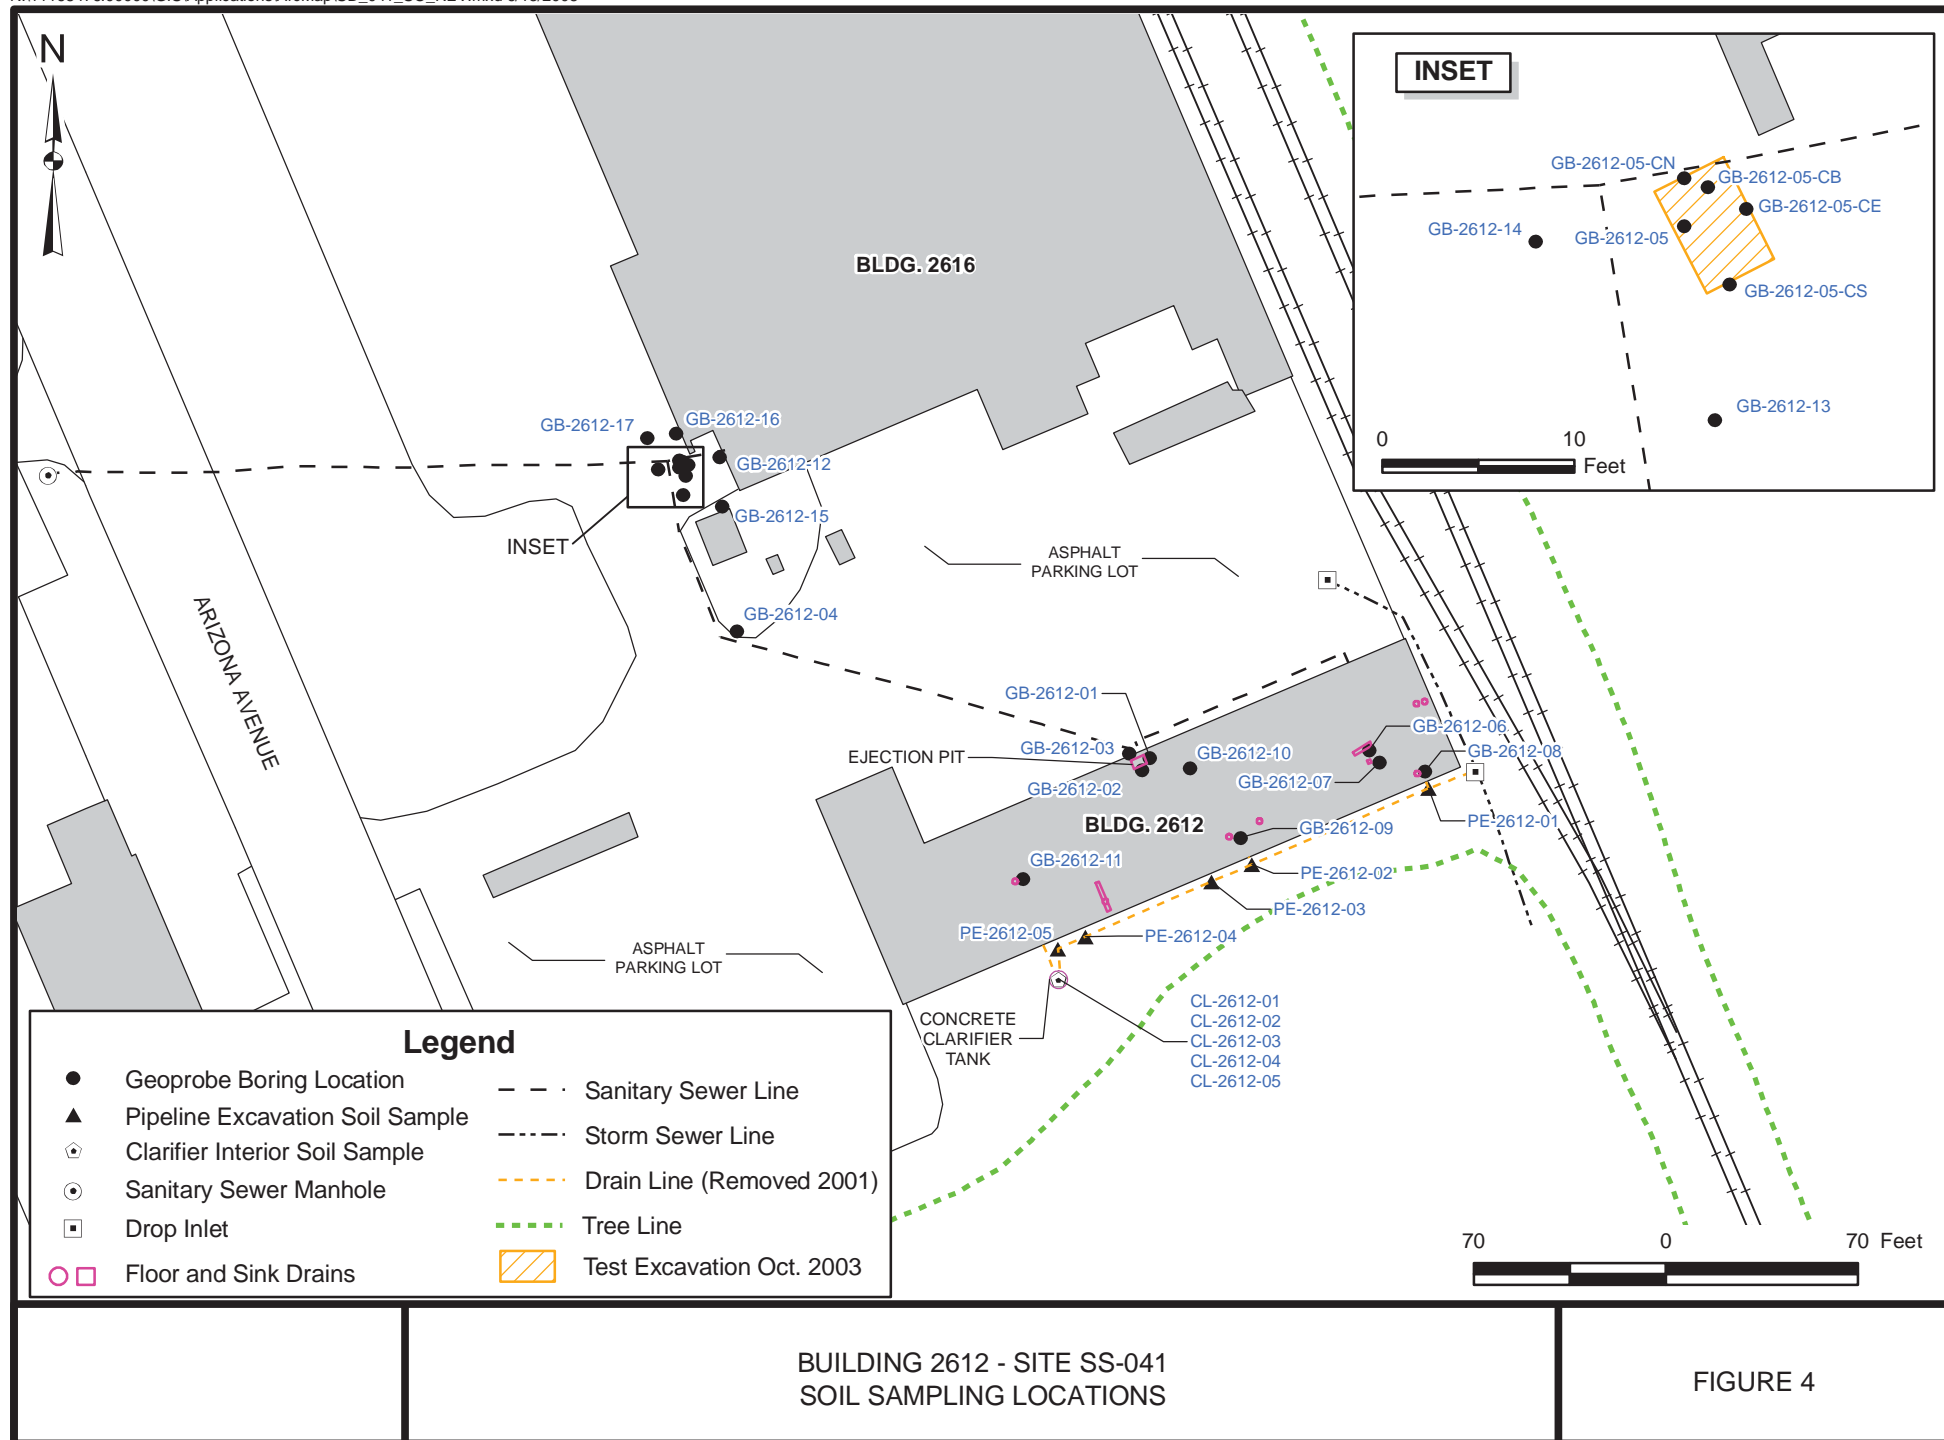 N
INSET
GB-2612-05-CN
GB-2612-05-CB
GB-2612-05-CE
GB-2612-14
GB-2612-05
GB-2612-05-CS
GB-2612-13
0
10
Feet
BLDG. 2616
GB-2612-17
GB-2612-16
GB-2612-12
GB-2612-15
INSET
ASPHALT
PARKING LOT
GB-2612-04
ARIZONA AVENUE
GB-2612-01
GB-2612-03
EJECTION PIT
GB-2612-02
GB-2612-10
GB-2612-06
GB-2612-08
GB-2612-07
BLDG. 2612
GB-2612-09
PE-2612-01
GB-2612-11
PE-2612-02
PE-2612-03
PE-2612-05
PE-2612-04
ASPHALT
PARKING LOT
CONCRETE
CLARIFIER
TANK
CL-2612-01
CL-2612-02
CL-2612-03
CL-2612-04
CL-2612-05
Legend
Geoprobe Boring Location
Pipeline Excavation Soil Sample
Clarifier Interior Soil Sample
Sanitary Sewer Manhole
Drop Inlet
Floor and Sink Drains
Sanitary Sewer Line
Storm Sewer Line
Drain Line (Removed 2001)
Tree Line
Test Excavation Oct. 2003
70
0
70 Feet
BUILDING 2612 - SITE SS-041
SOIL SAMPLING LOCATIONS
FIGURE 4